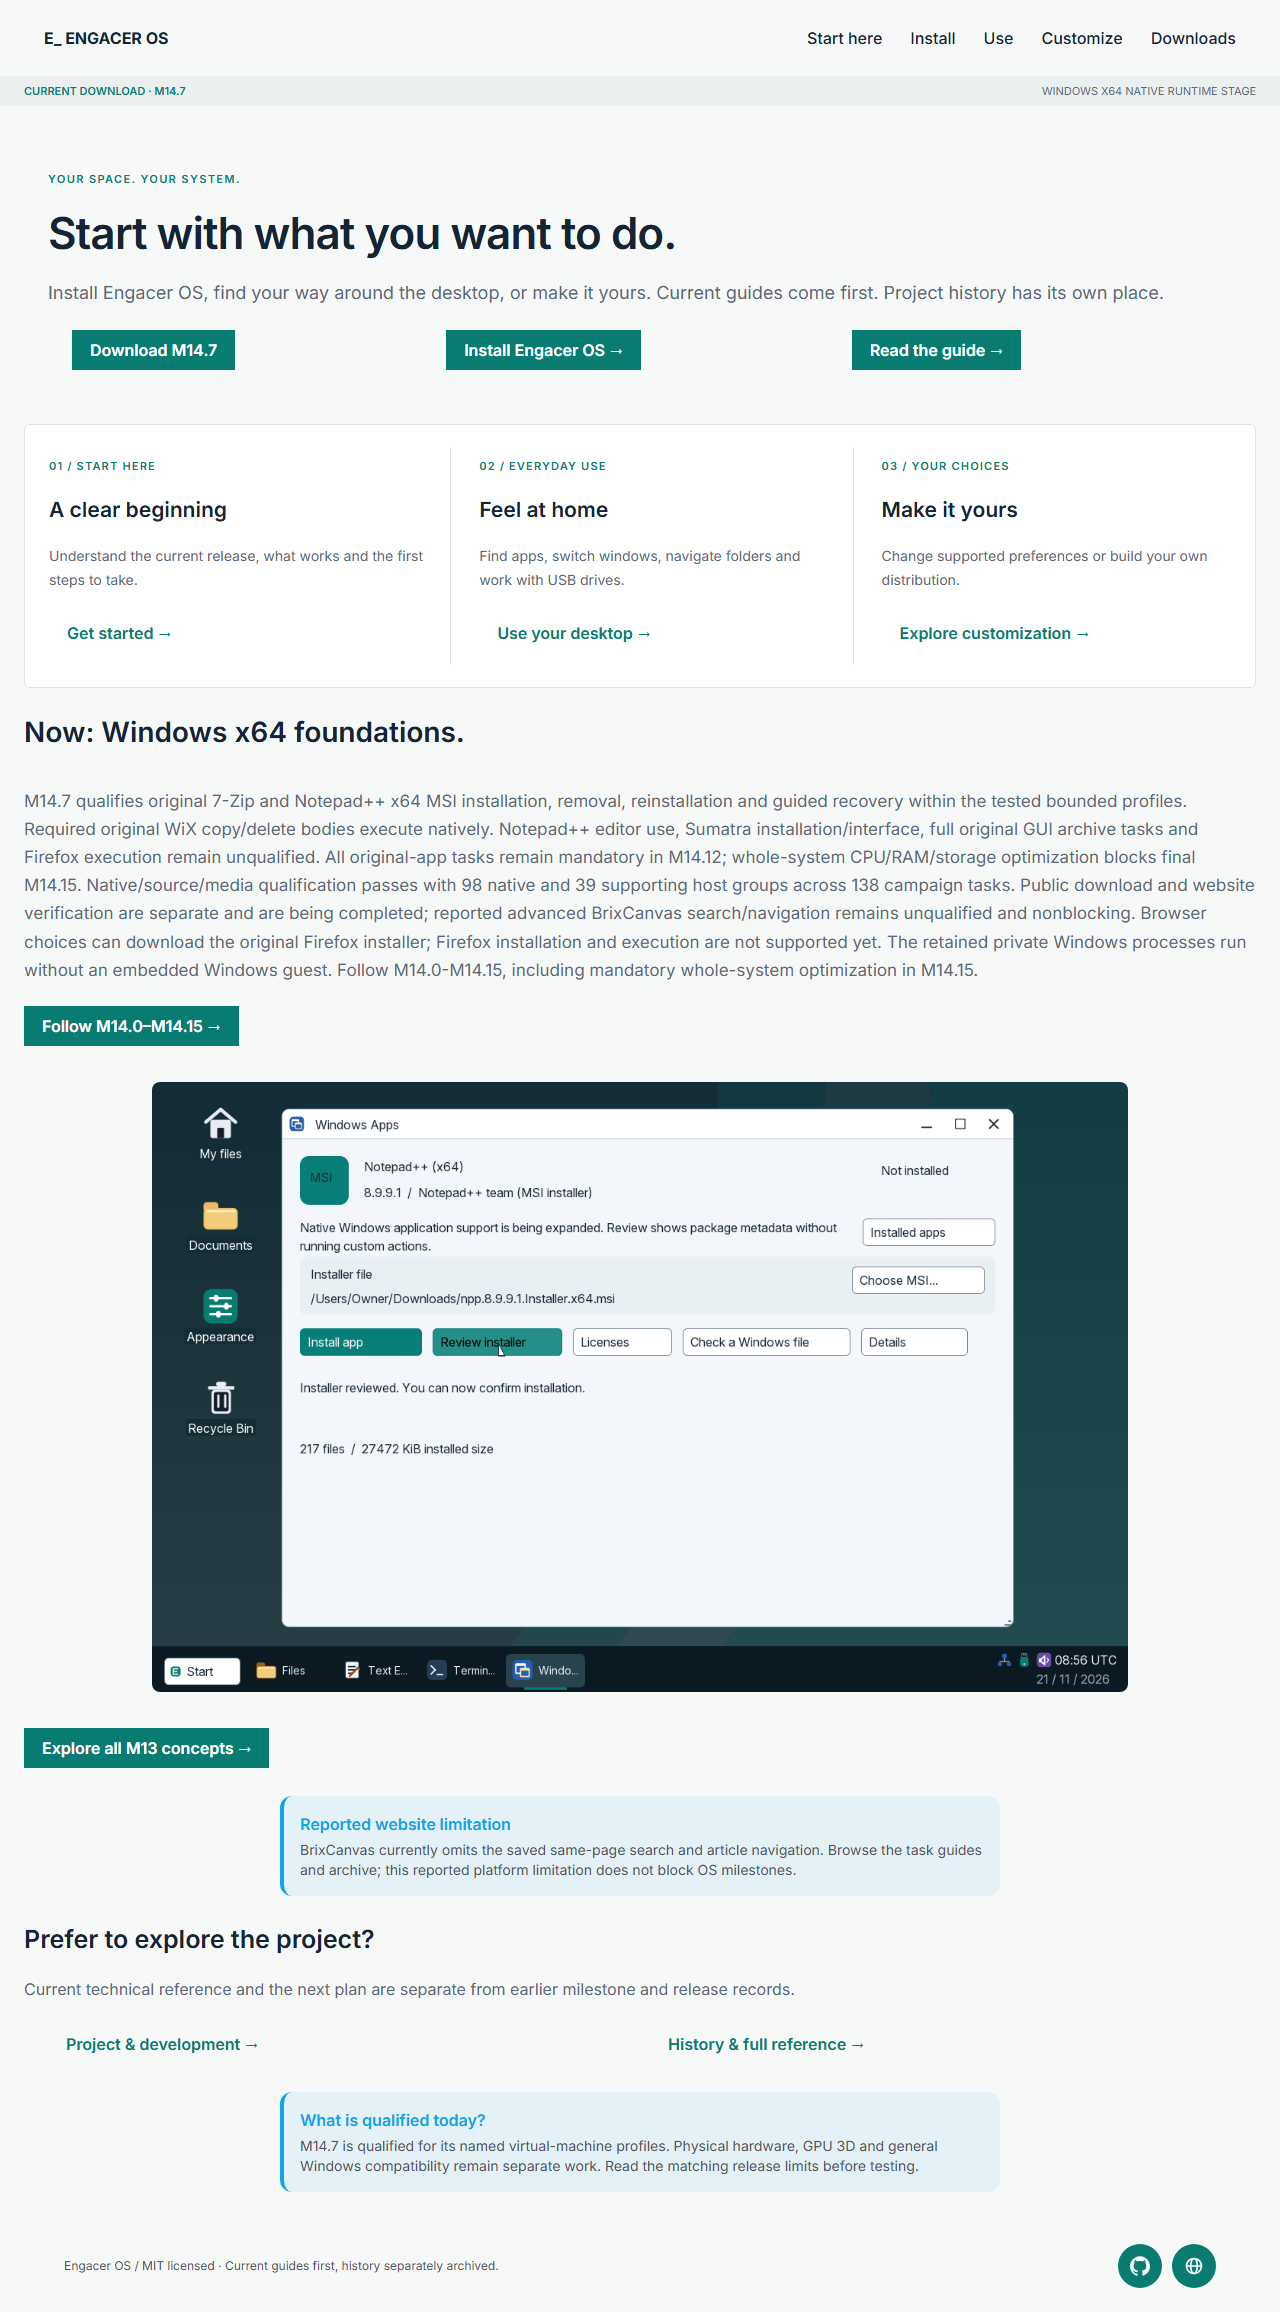 E_ ENGACER OS
Start here Install Use Customize Downloads
CURRENT DOWNLOAD · M14.7
WINDOWS X64 NATIVE RUNTIME STAGE
YOUR SPACE. YOUR SYSTEM.
Start with what you want to do.
Install Engacer OS, find your way around the desktop, or make it yours. Current guides come first. Project history has its own place.
Download M14.7
Install Engacer OS →
Read the guide →
01 / START HERE
A clear beginning
Understand the current release, what works and the first
steps to take.
Get started →
02 / EVERYDAY USE
Feel at home
Find apps, switch windows, navigate folders and
work with USB drives.
Use your desktop →
03 / YOUR CHOICES
Make it yours
Change supported preferences or build your own
distribution.
Explore customization →
Now: Windows x64 foundations.
M14.7 qualifies original 7-Zip and Notepad++ x64 MSI installation, removal, reinstallation and guided recovery within the tested bounded profiles.
Required original WiX copy/delete bodies execute natively. Notepad++ editor use, Sumatra installation/interface, full original GUI archive tasks and
Firefox execution remain unqualified. All original-app tasks remain mandatory in M14.12; whole-system CPU/RAM/storage optimization blocks final
M14.15. Native/source/media qualification passes with 98 native and 39 supporting host groups across 138 campaign tasks. Public download and website
verification are separate and are being completed; reported advanced BrixCanvas search/navigation remains unqualified and nonblocking. Browser
choices can download the original Firefox installer; Firefox installation and execution are not supported yet. The retained private Windows processes run
without an embedded Windows guest. Follow M14.0-M14.15, including mandatory whole-system optimization in M14.15.
Follow M14.0–M14.15 →
My files
Documents
Appearance
Recycle Bin
Windows Apps
MSI
Notepad++ (x64)
8.9.9.1 / Notepad++ team (MSI installer)
Not installed
Native Windows application support is being expanded. Review shows package metadata without
running custom actions.
Installed apps
Installer file
/Users/Owner/Downloads/npp.8.9.9.1.Installer.x64.msi
Choose MSI...
Install app
Review installer
Licenses
Check a Windows file
Details
Installer reviewed. You can now confirm installation.
217 files / 27472 KiB installed size
Start
Files
Text E...
Termin...
Windo...
08:56 UTC
21 / 11 / 2026
Explore all M13 concepts →
Reported website limitation
BrixCanvas currently omits the saved same-page search and article navigation. Browse the task guides
and archive; this reported platform limitation does not block OS milestones.
Prefer to explore the project?
Current technical reference and the next plan are separate from earlier milestone and release records.
Project & development →
History & full reference →
What is qualified today?
M14.7 is qualified for its named virtual-machine profiles. Physical hardware, GPU 3D and general
Windows compatibility remain separate work. Read the matching release limits before testing.
Engacer OS / MIT licensed · Current guides first, history separately archived.